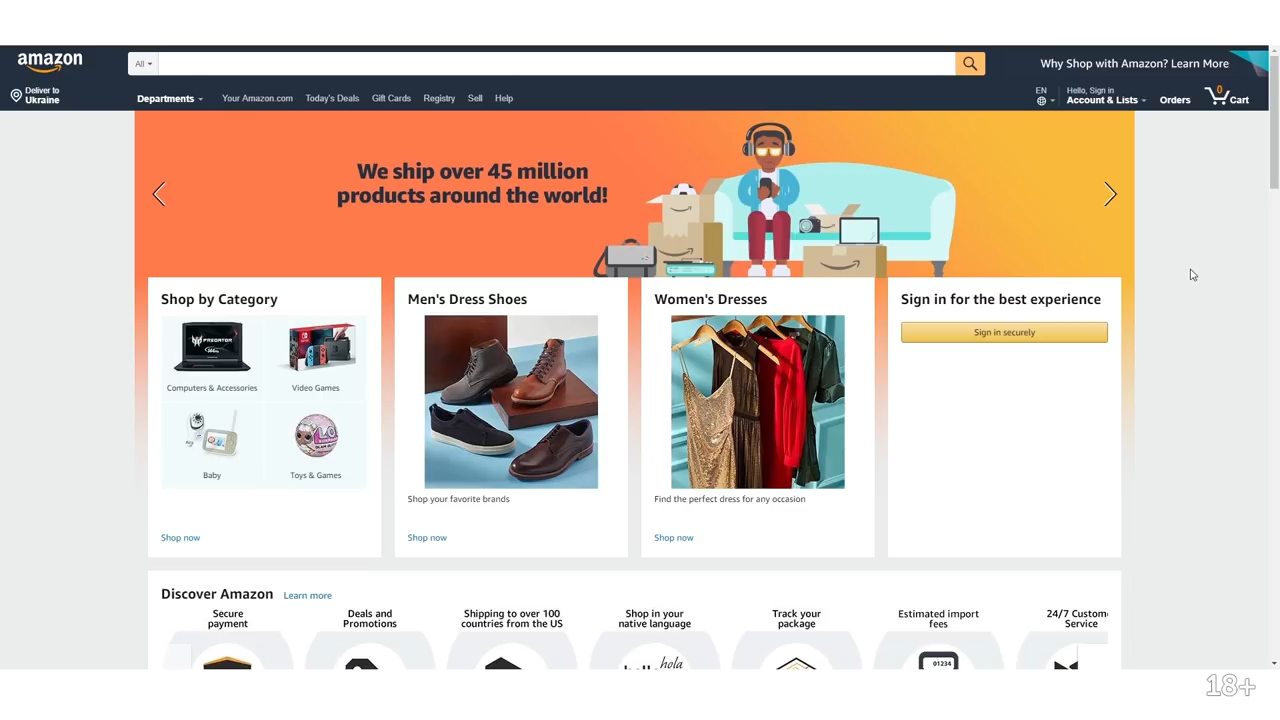 amazon
All
Why Shop with Amazon? Learn More
Deliver to
Ukraine
Departments
Your Amazon.com
Today's Deals
Gift Cards
Registry
Sell
Help
EN
Hello, Sign in
Account & Lists
Orders
0
Cart
We ship over 45 million
products around the world!
Shop by Category
PREDATOR
Computers & Accessories
Video Games
Baby
Toys & Games
Shop now
Men's Dress Shoes
Shop your favorite brands
Shop now
Women's Dresses
Find the perfect dress for any occasion
Shop now
Sign in for the best experience
Sign in securely
Discover Amazon
Learn more
Secure
payment
Deals and
Promotions
Shipping to over 100
countries from the US
Shop in your
native language
hola
Track your
package
Estimated import
fees
01234
24/7 Custome
Service
18+